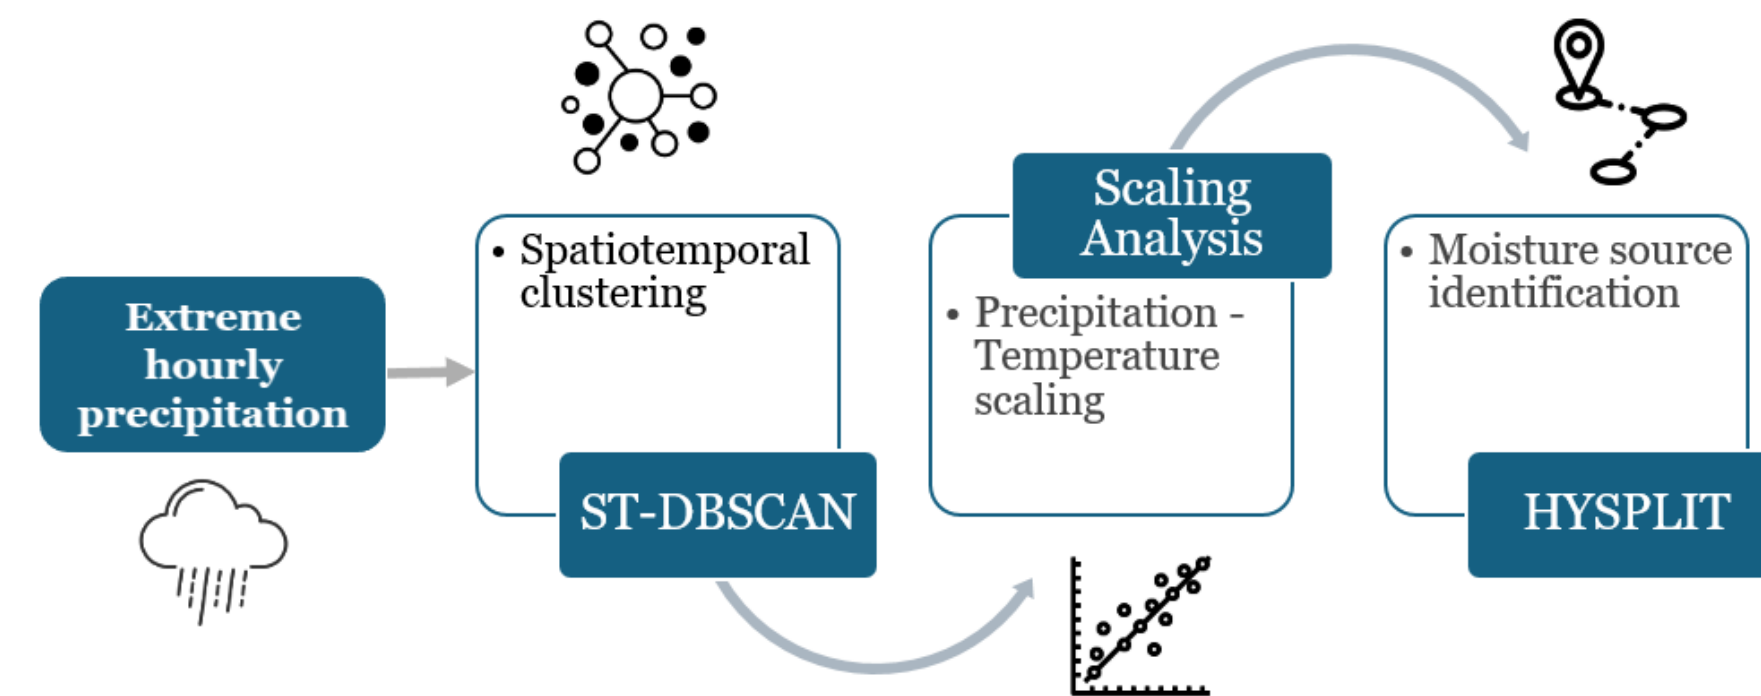 Extreme
hourly
precipitation
• Spatiotemporal
clustering
ST-DBSCAN
Scaling
Analysis
• Precipitation -
Temperature
scaling
• Moisture source
identification
HYSPLIT